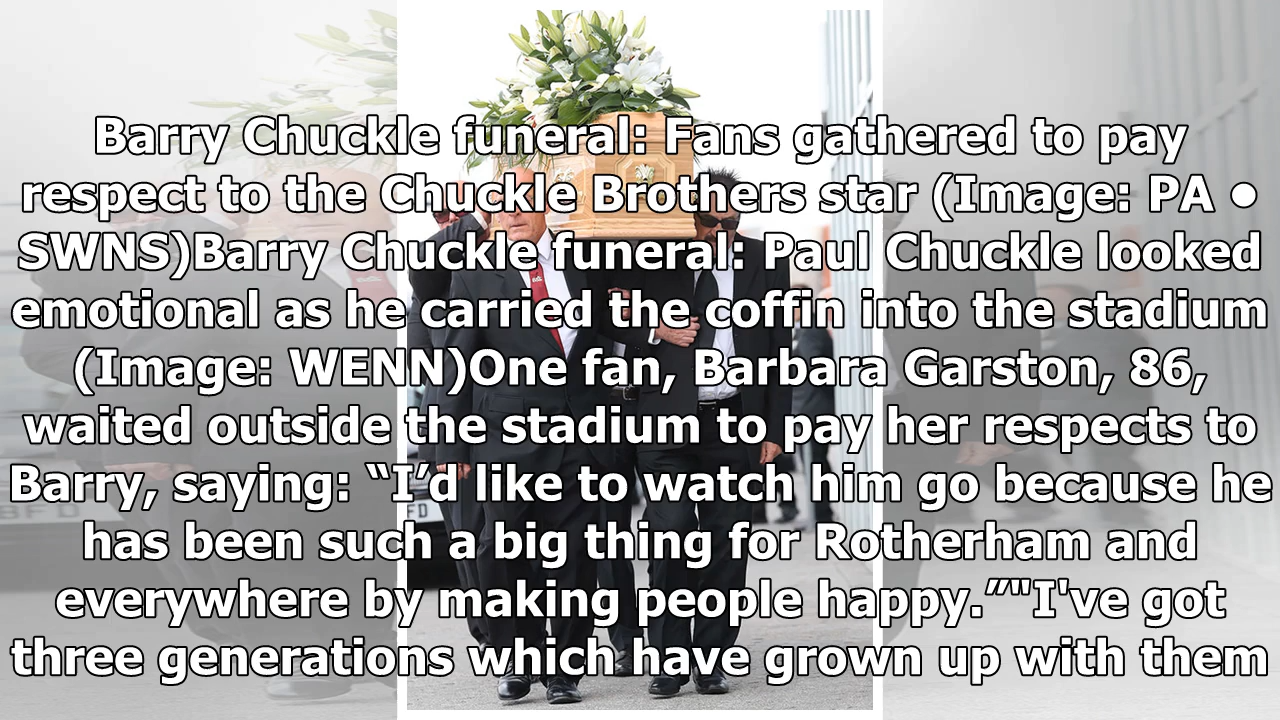 Barry Chuckle funeral: Fans gathered to pay
respect to the Chuckle Brothers star (Image: PA •
SWNS)Barry Chuckle funeral: Paul Chuckle looked
emotional as he carried the coffin into the stadium
(Image: WENN)One fan, Barbara Garston, 86,
waited outside the stadium to pay her respects to
Barry, saying: “I’d like to watch him go because he
has been such a big thing for Rotherham and
everywhere by making people happy.”"I've got
three generations which have grown up with them